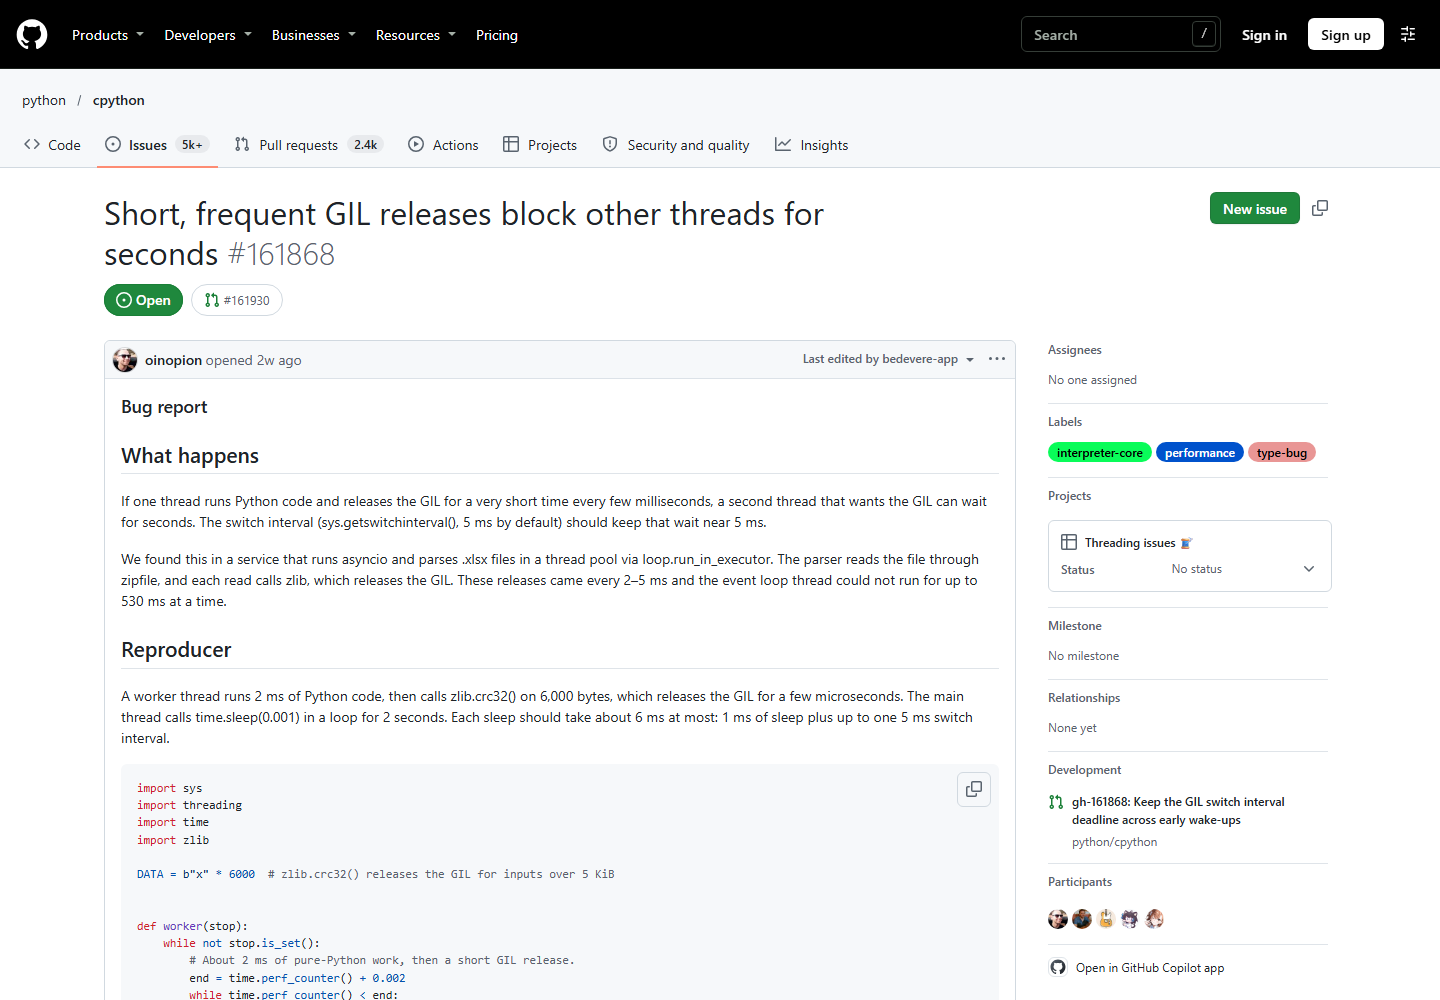 Products Developers Businesses Resources Pricing Search / Sign in Sign up
python / cpython
Code Issues 5k+ Pull requests 2.4k Actions Projects Security and quality Insights
Short, frequent GIL releases block other threads for
seconds #161868
New issue
Open #161930
oinopion opened 2w ago
Last edited by bedevere-app
Bug report
What happens
If one thread runs Python code and releases the GIL for a very short time every few milliseconds, a second thread that wants the GIL can wait
for seconds. The switch interval (sys.getswitchinterval(), 5 ms by default) should keep that wait near 5 ms.
We found this in a service that runs asyncio and parses .xlsx files in a thread pool via loop.run_in_executor. The parser reads the file through
zipfile, and each read calls zlib, which releases the GIL. These releases came every 2–5 ms and the event loop thread could not run for up to
530 ms at a time.
Reproducer
A worker thread runs 2 ms of Python code, then calls zlib.crc32() on 6,000 bytes, which releases the GIL for a few microseconds. The main
thread calls time.sleep(0.001) in a loop for 2 seconds. Each sleep should take about 6 ms at most: 1 ms of sleep plus up to one 5 ms switch
interval.
import sys
import threading
import time
import zlib
DATA = b"x" * 6000  # zlib.crc32() releases the GIL for inputs over 5 KiB
def worker(stop):
while not stop.is_set():
# About 2 ms of pure-Python work, then a short GIL release.
end = time.perf_counter() + 0.002
while time.perf_counter() < end:
Assignees
No one assigned
Labels
interpreter-core performance type-bug
Projects
Threading issues
Status No status
Milestone
No milestone
Relationships
None yet
Development
gh-161868: Keep the GIL switch interval
deadline across early wake-ups
python/cpython
Participants
Open in GitHub Copilot app